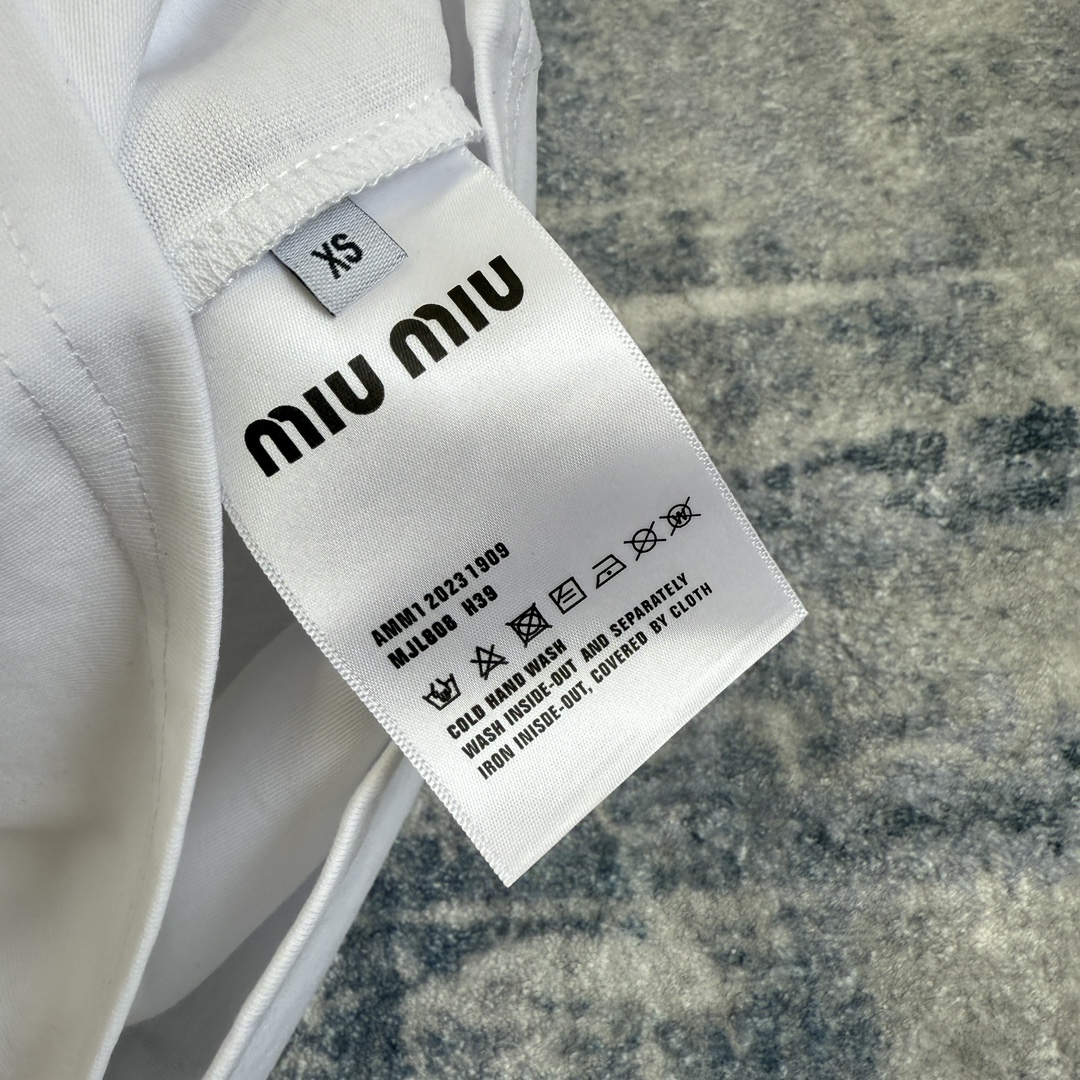 XS
MIU MIU
AMM1 20231909
MJL808 H39
W
COLD HAND WASH
WASH INSIDE-OUT AND SEPARATELY
IRON INISDE-OUT, COVERED BY CLOTH